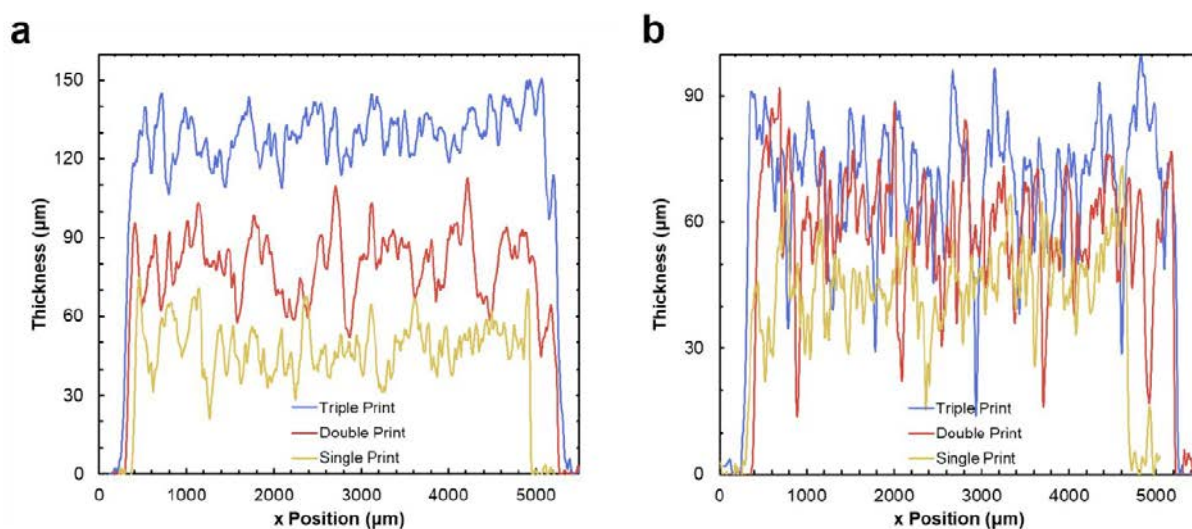 a
150
120
90
60
30
0
Thickness (µm)
Triple Print
Double Print
Single Print
0 1000 2000 3000 4000 5000
x Position (µm)
b
90
60
30
0
Thickness (µm)
Triple Print
Double Print
Single Print
0 1000 2000 3000 4000 5000
x Position (µm)